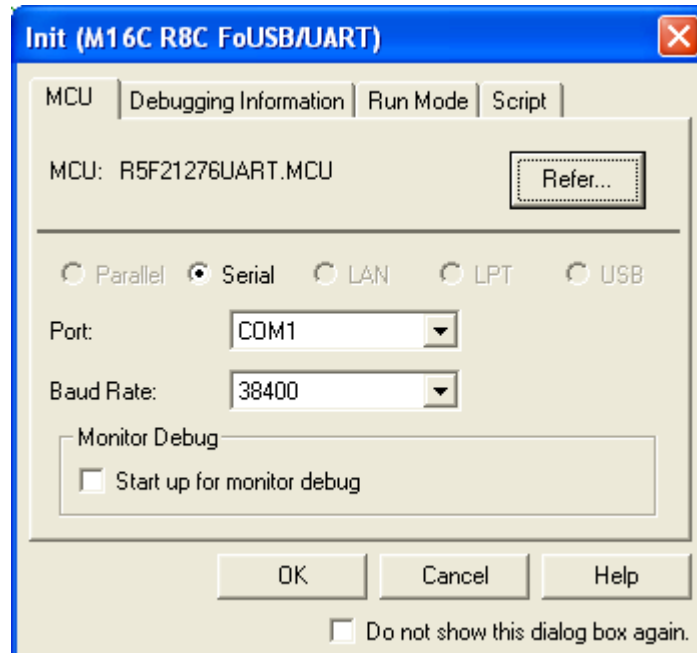 Init (M16C R8C FoUSB/UART)
MCU Debugging Information Run Mode Script
MCU: R5F21276UART.MCU Refer...
Parallel Serial LAN LPT USB
Port: COM1
Baud Rate: 38400
Monitor Debug
Start up for monitor debug
OK Cancel Help
Do not show this dialog box again.